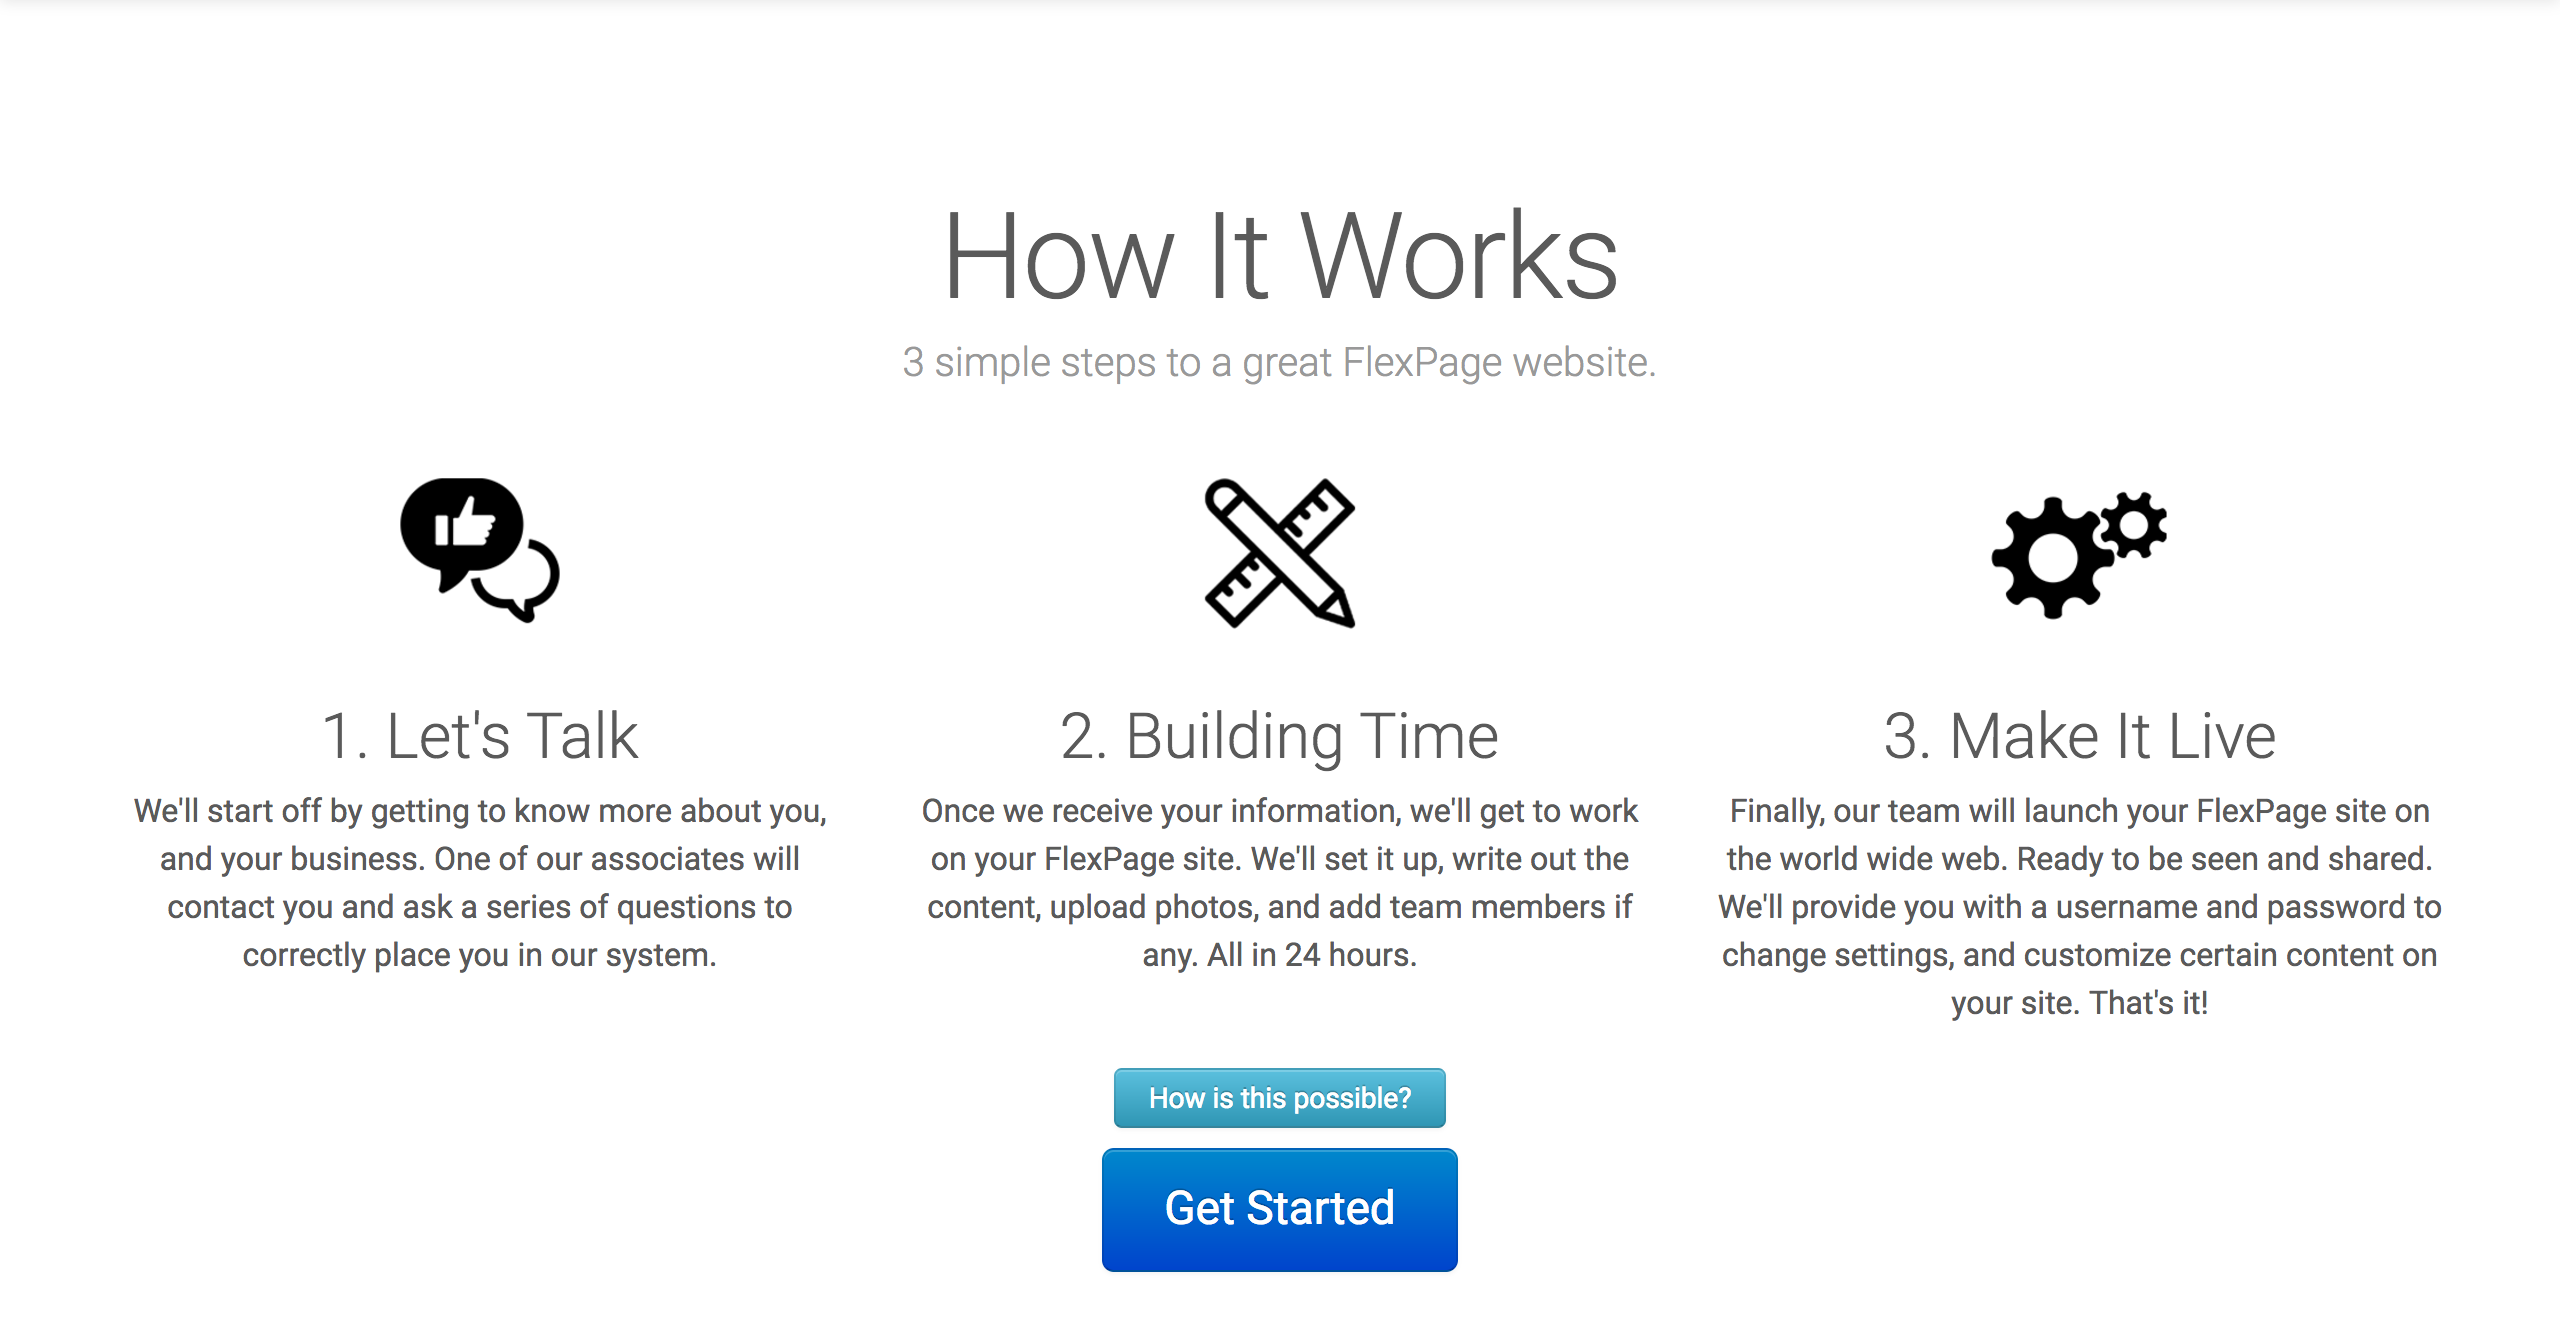 How It Works
3 simple steps to a great FlexPage website.
1. Let's Talk
We'll start off by getting to know more about you,
and your business. One of our associates will
contact you and ask a series of questions to
correctly place you in our system.
2. Building Time
Once we receive your information, we'll get to work
on your FlexPage site. We'll set it up, write out the
content, upload photos, and add team members if
any. All in 24 hours.
3. Make It Live
Finally, our team will launch your FlexPage site on
the world wide web. Ready to be seen and shared.
We'll provide you with a username and password to
change settings, and customize certain content on
your site. That's it!
How is this possible?
Get Started